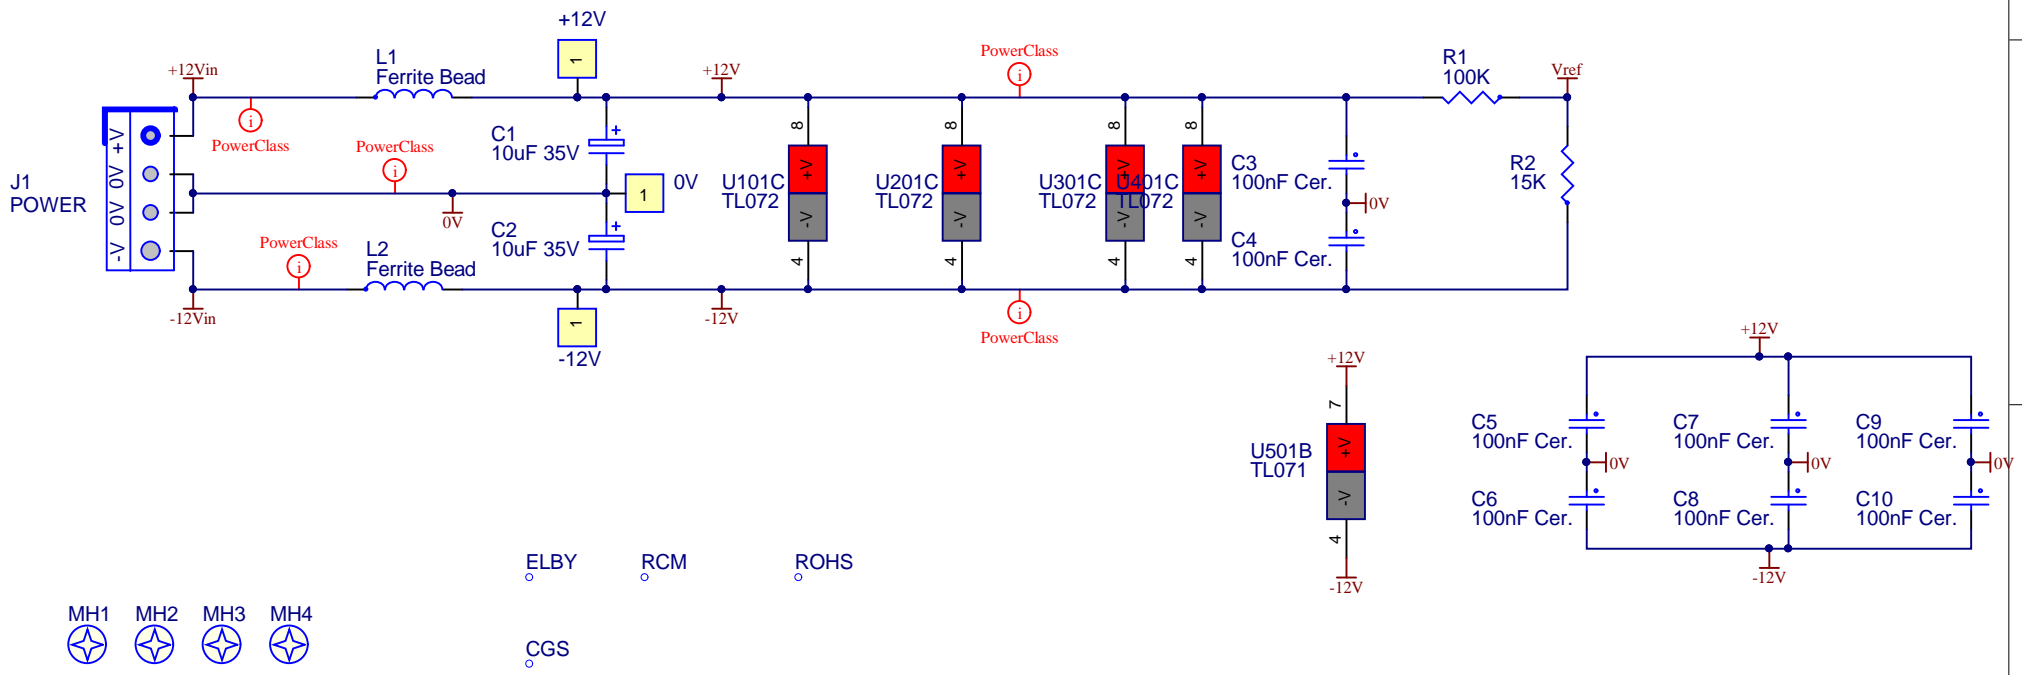 +12V
L1
Ferrite Bead
+12Vin
+12V
PowerClass
R1
100K
Vref
PowerClass
PowerClass
J1
POWER
+V
0V
0V
-V
C1
10uF 35V
1
0V
1
0V
C2
10uF 35V
PowerClass
L2
Ferrite Bead
-12Vin
1
-12V
-12V
8
U101C
TL072
+V
-V
4
8
U201C
TL072
+V
-V
4
8
U301C
TL072
+V
-V
4
8
U401C
TL072
+V
-V
4
C3
100nF Cer.
0V
C4
100nF Cer.
R2
15K
PowerClass
+12V
7
U501B
TL071
+V
-V
4
-12V
+12V
C5
100nF Cer.
0V
C6
100nF Cer.
C7
100nF Cer.
0V
C8
100nF Cer.
C9
100nF Cer.
0V
C10
100nF Cer.
-12V
ELBY
RCM
ROHS
MH1
MH2
MH3
MH4
CGS